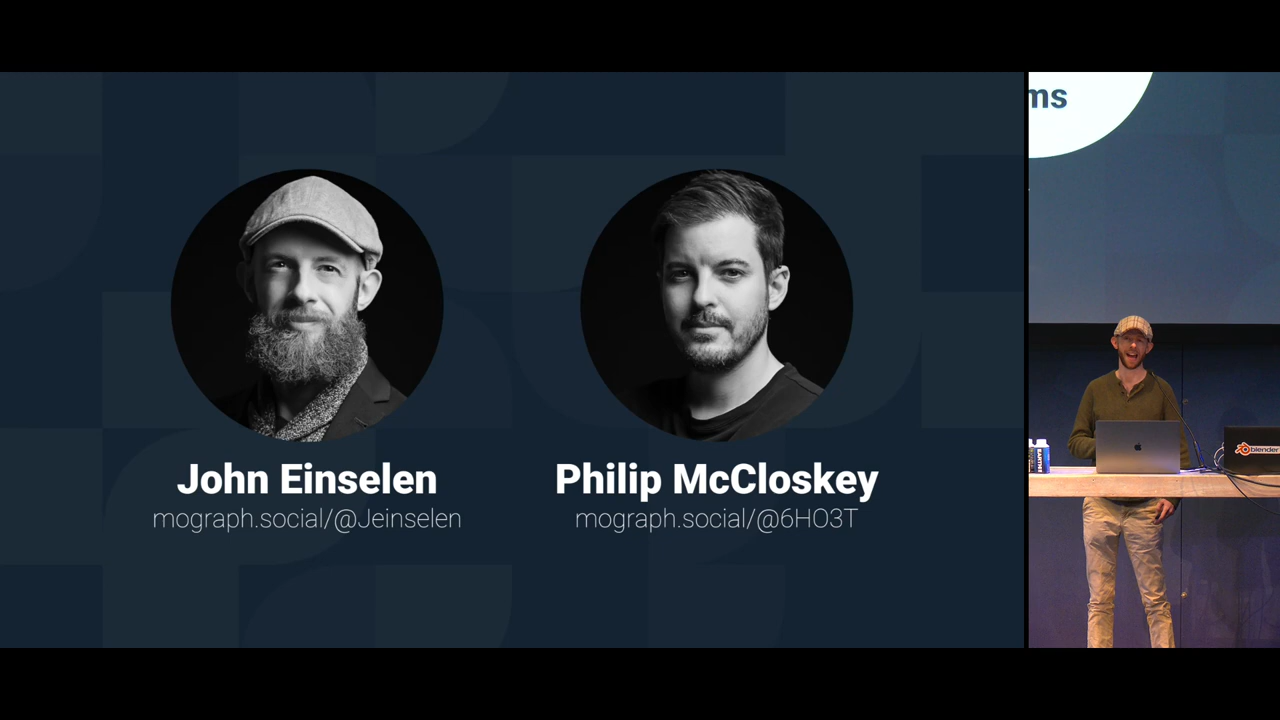 John Einselen
mograph.social/@Jeinselen
Philip McCloskey
mograph.social/@6HO3T
ms
blender